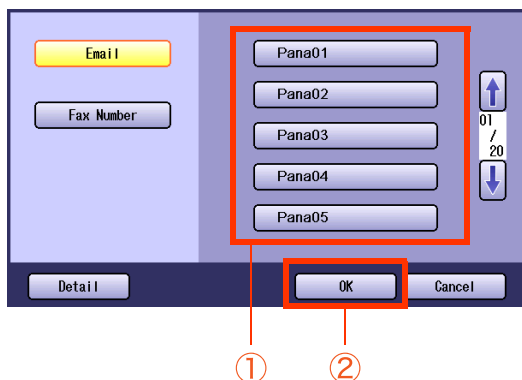 Email
Fax Number
Pana01
Pana02
Pana03
Pana04
Pana05
01
/
20
Detail
OK
Cancel
①
②